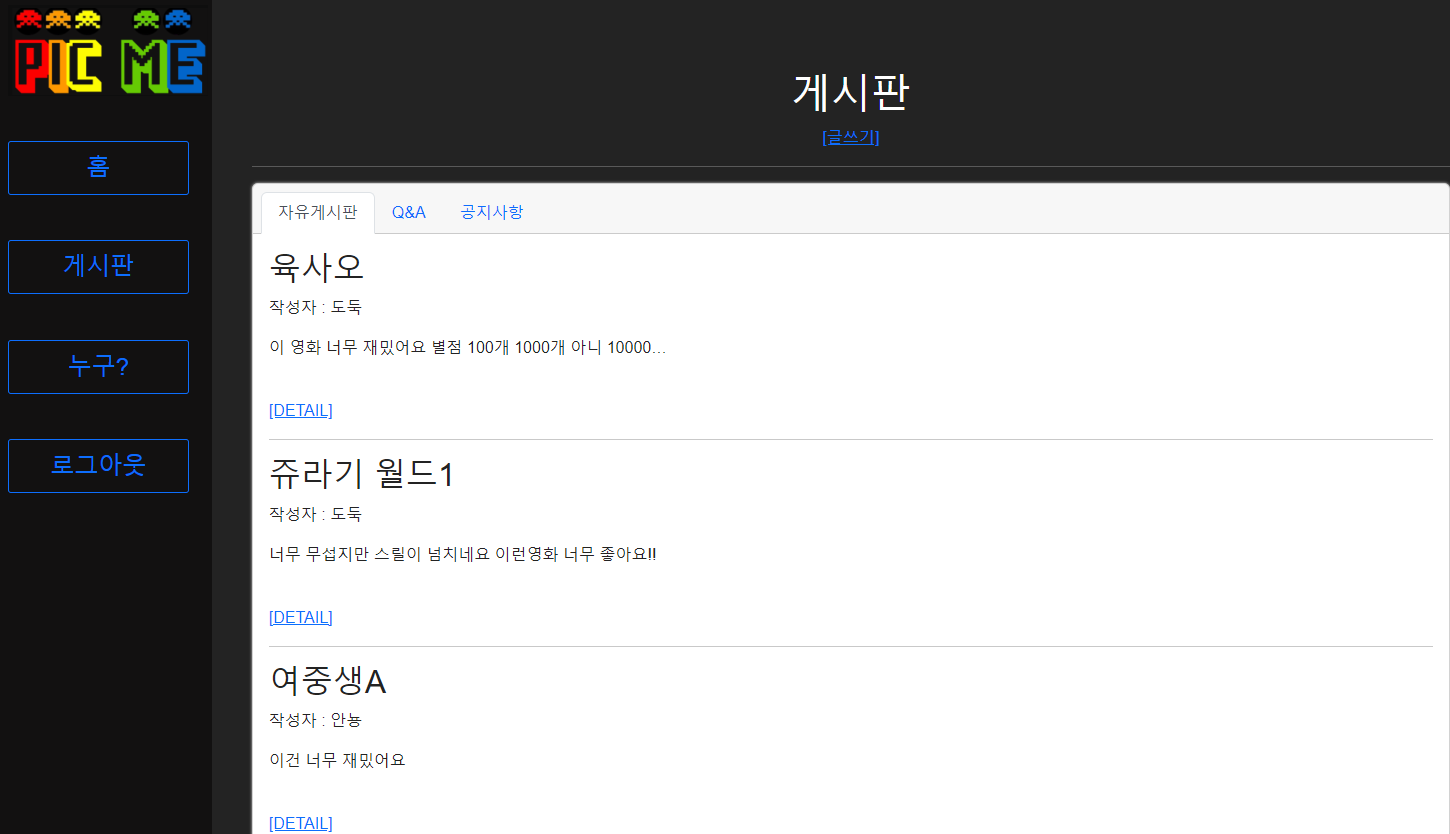 PIC ME
홈
게시판
누구?
로그아웃
게시판
[글쓰기]
자유게시판 Q&A 공지사항
육사오
작성자 : 도둑
이 영화 너무 재밌어요 별점 100개 1000개 아니 10000...
[DETAIL]
쥬라기 월드1
작성자 : 도둑
너무 무섭지만 스릴이 넘치네요 이런영화 너무 좋아요!!
[DETAIL]
여중생A
작성자 : 안뇽
이건 너무 재밌어요
[DETAIL]